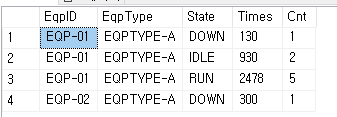 EqpID EqpType State Times Cnt
1 EQP-01 EQPTYPE-A DOWN 130 1
2 EQP-01 EQPTYPE-A IDLE 930 2
3 EQP-01 EQPTYPE-A RUN 2478 5
4 EQP-02 EQPTYPE-A DOWN 300 1